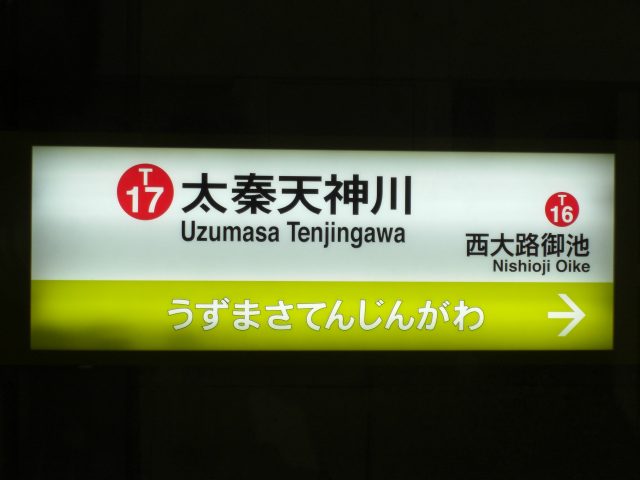 T
17 太秦天神川
Uzumasa Tenjingawa
T
16
西大路御池
Nishioji Oike
うずまさてんじんがわ →